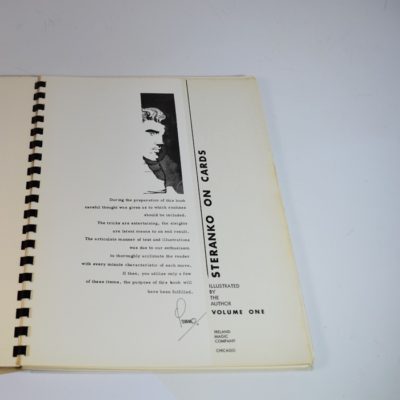 During the preparation of this book
careful thought was given as to which routines
should be included.
The tricks are entertaining, the sleights
are latent means to an end result.
The articulate manner of text and illustrations
was due to our enthusiasm
to thoroughly acclimate the reader
with every minute characteristic of each move.
If then, you utilize only a few
of these items, the purpose of this book will
have been fulfilled.
STERANKO ON CARDS
ILLUSTRATED
BY
THE
AUTHOR
VOLUME ONE
IRELAND
MAGIC
COMPANY
CHICAGO